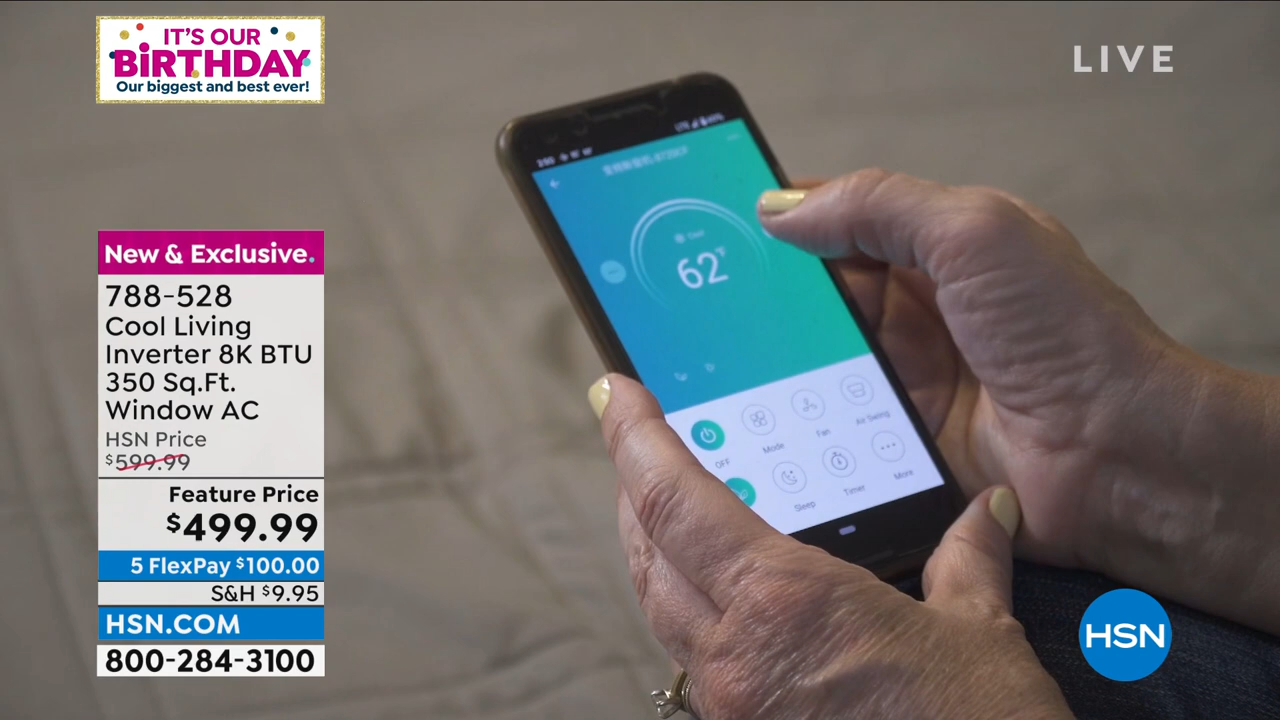 IT'S OUR
BiRTHDAY
Our biggest and best ever!
LIVE
New & Exclusive.
788-528
Cool Living
Inverter 8K BTU
350 Sq.Ft.
Window AC
HSN Price
$599.99
Feature Price
$499.99
5 FlexPay $100.00
S&H $9.95
HSN.COM
800-284-3100
LTE
Cool
62°F
OFF
Mode
Fan
Air Swing
Sleep
Timer
More
HSN